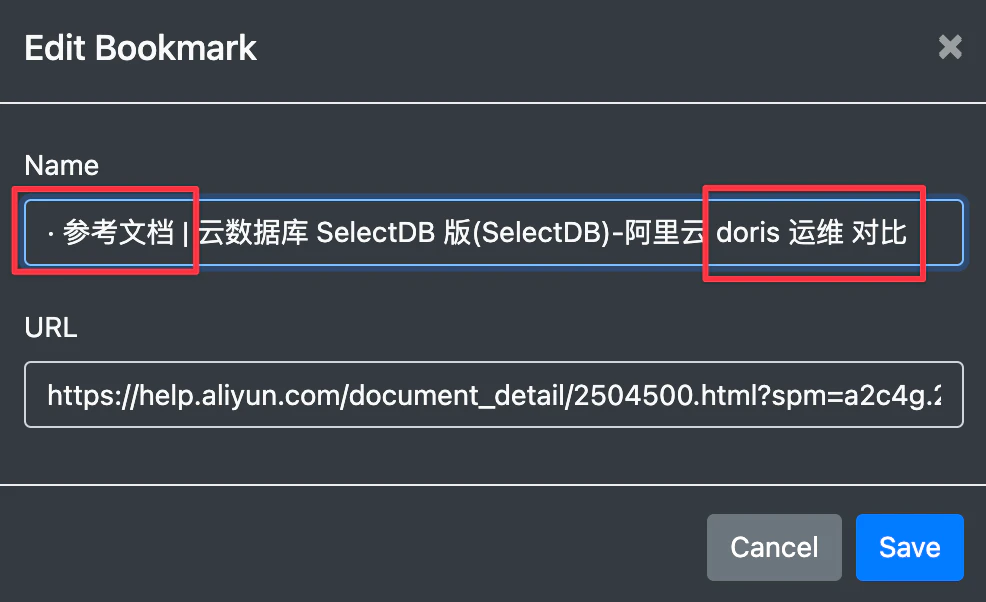 Edit Bookmark ×
Name
· 参考文档 | 云数据库 SelectDB 版(SelectDB)-阿里云 doris 运维 对比
URL
https://help.aliyun.com/document_detail/2504500.html?spm=a2c4g.2
Cancel Save